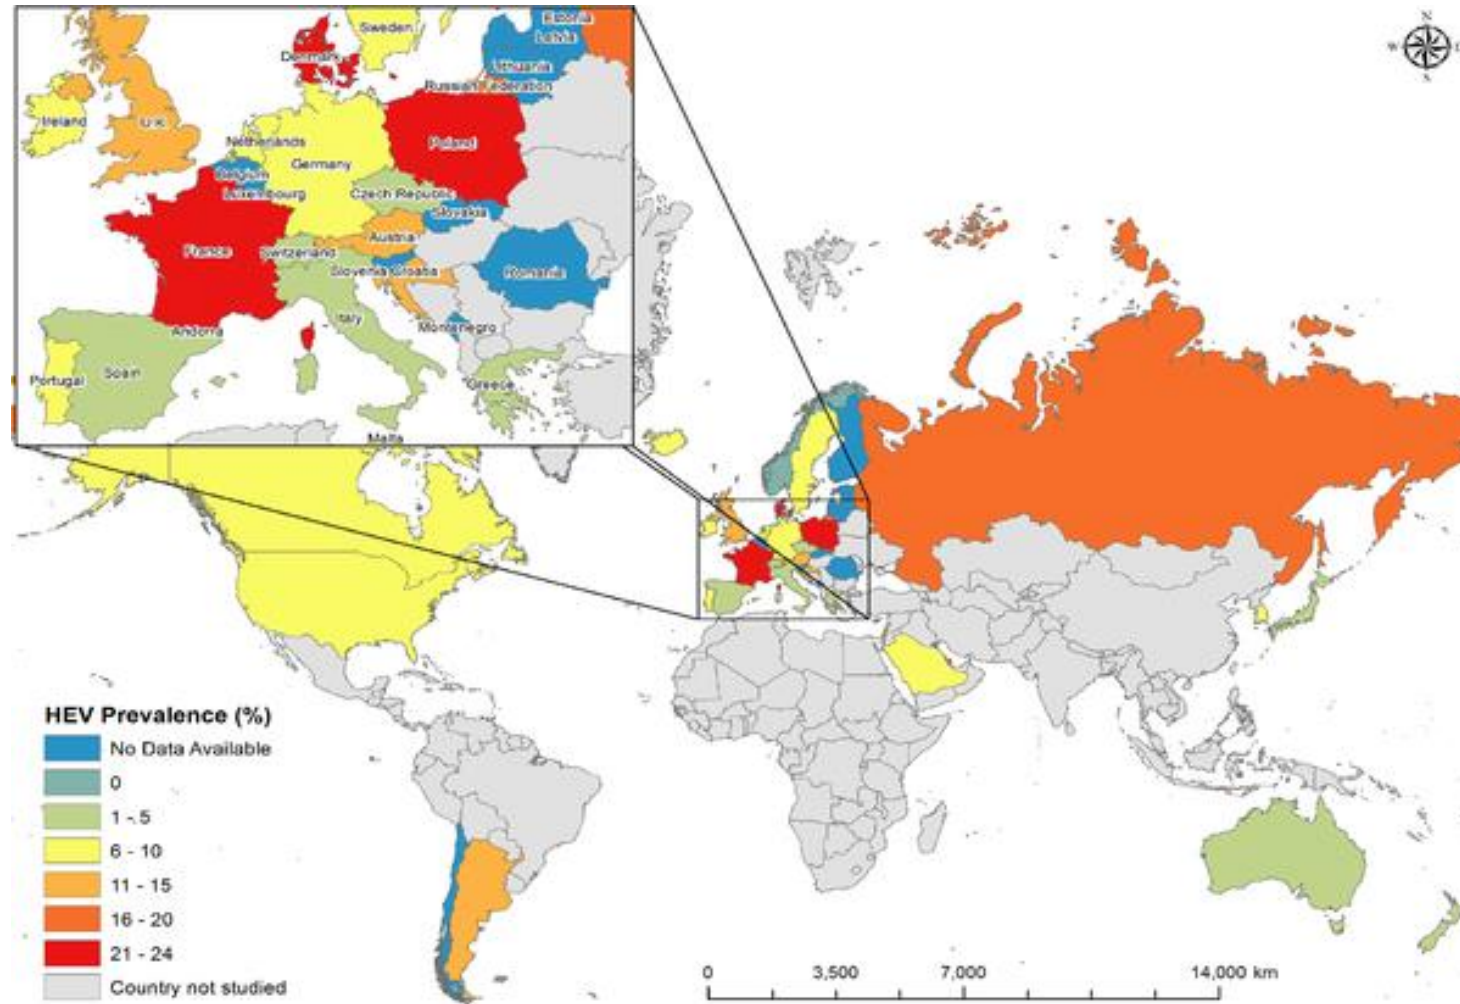 Estonia
Sweden
Latvia
Denmark
Lithuania
Russian Federation
Ireland
U.K.
Netherlands
Poland
Germany
Belgium
Czech Republic
Luxembourg
Slovakia
Austria
France
Switzerland
Slovenia Croatia
Romania
Italy
Montenegro
Andorra
Spain
Portugal
Greece
Malta
N
W
S
HEV Prevalence (%)
No Data Available
0
1 - 5
6 - 10
11 - 15
16 - 20
21 - 24
Country not studied
0 3,500 7,000 14,000 km